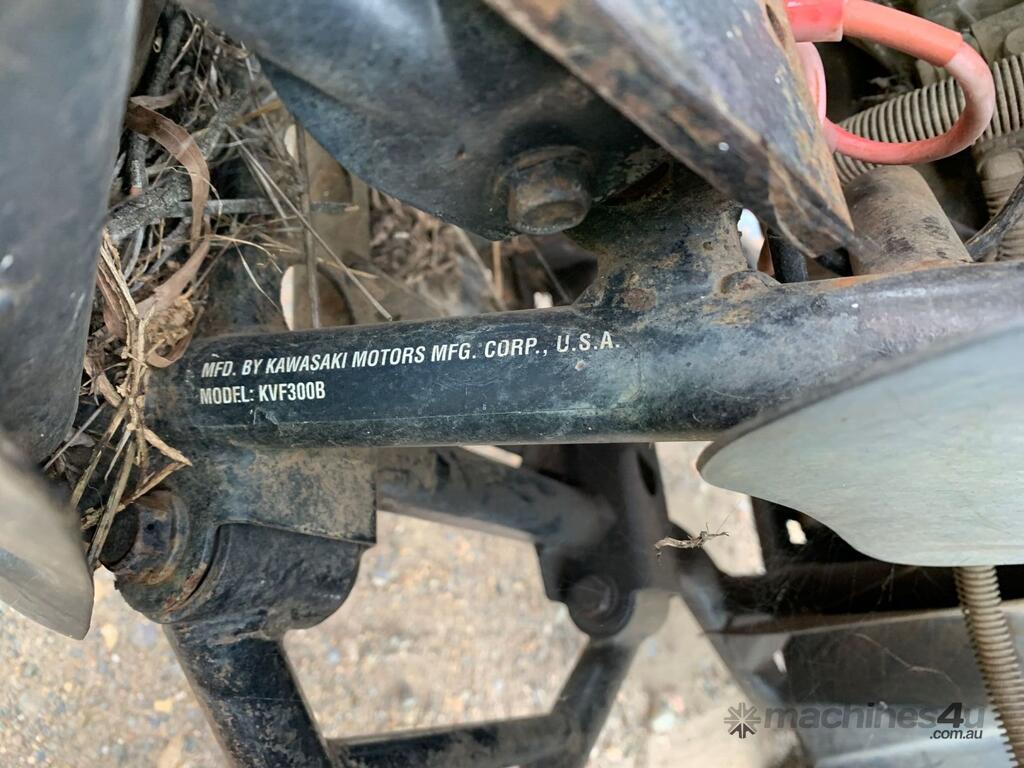 MFD. BY KAWASAKI MOTORS MFG. CORP., U.S.A.
MODEL: KVF300B
machines4u
.com.au